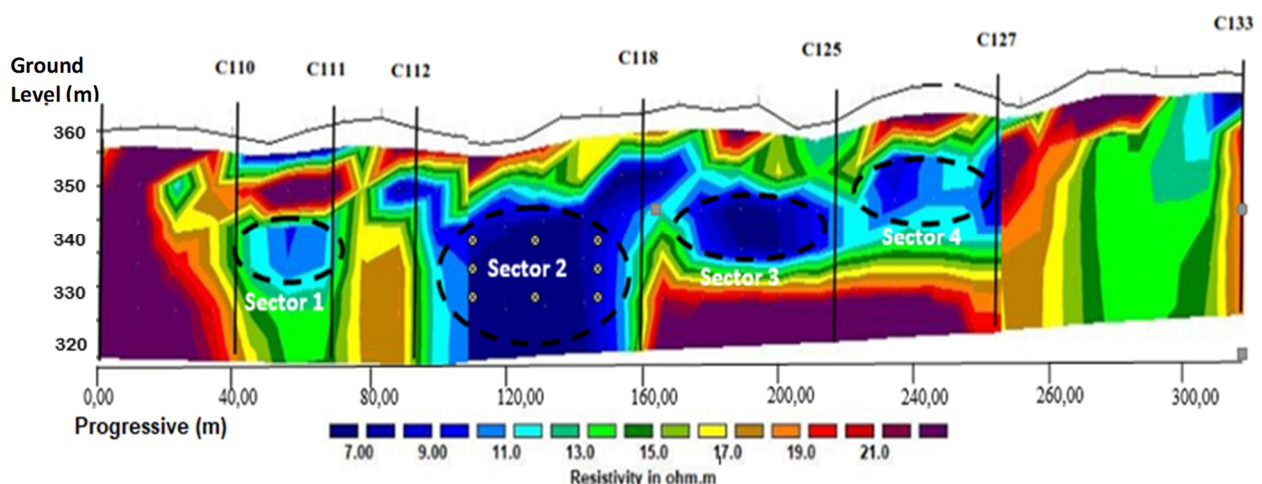 C133
C127
C125
C118
C110 C111 C112
Ground
Level (m)
360
350
340
330
320
Sector 1
Sector 2
Sector 3
Sector 4
0,00 40,00 80,00 120,00 160,00 200,00 240,00 260,00 300,00
Progressive (m)
7.00 9.00 11.0 13.0 15.0 17.0 19.0 21.0
Resistivity in ohm.m